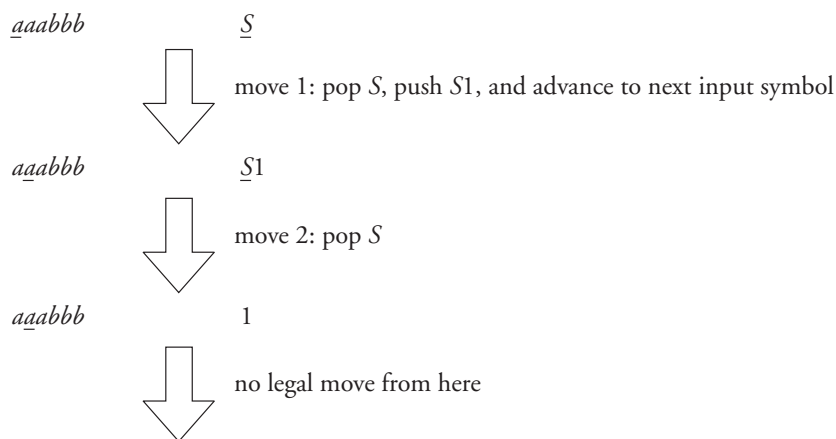 aaabbb S
move 1: pop S, push S1, and advance to next input symbol
aaabbb S1
move 2: pop S
aaabbb 1
no legal move from here